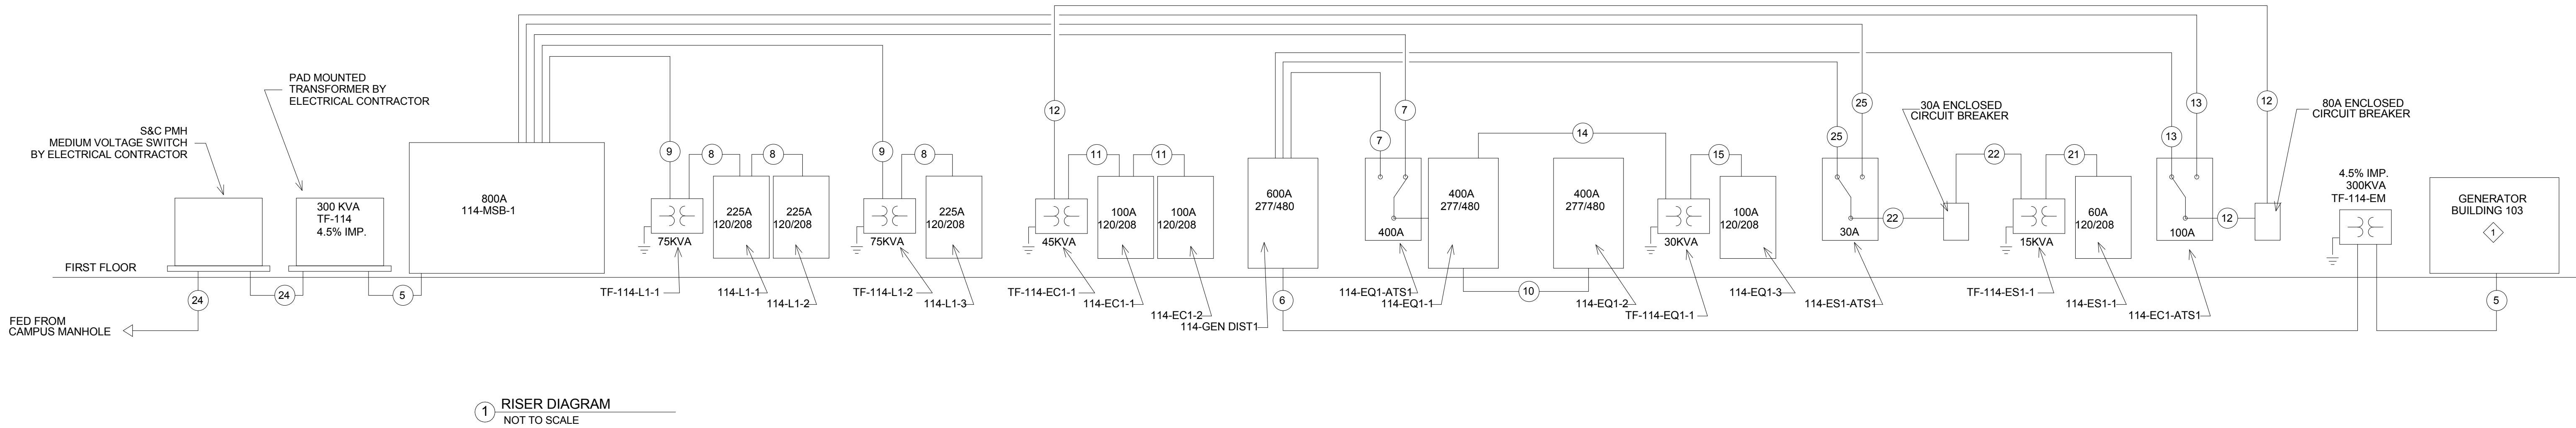 PAD MOUNTED
TRANSFORMER BY
ELECTRICAL CONTRACTOR
S&C PMH
MEDIUM VOLTAGE SWITCH
BY ELECTRICAL CONTRACTOR
300 KVA
TF-114
4.5% IMP.
800A
114-MSB-1
FIRST FLOOR
24
24
5
FED FROM
CAMPUS MANHOLE
9
8
8
75KVA
225A
120/208
225A
120/208
TF-114-L1-1
114-L1-1
114-L1-2
9
8
75KVA
225A
120/208
TF-114-L1-2
114-L1-3
12
11
11
45KVA
100A
120/208
100A
120/208
TF-114-EC1-1
114-EC1-1
114-EC1-2
114-GEN DIST1
600A
277/480
6
7
7
400A
114-EQ1-ATS1
400A
277/480
114-EQ1-1
14
10
400A
277/480
114-EQ1-2
15
30KVA
TF-114-EQ1-1
100A
120/208
114-EQ1-3
25
25
30A
114-ES1-ATS1
22
30A ENCLOSED
CIRCUIT BREAKER
22
21
15KVA
TF-114-ES1-1
60A
120/208
114-ES1-1
13
13
100A
114-EC1-ATS1
12
12
80A ENCLOSED
CIRCUIT BREAKER
4.5% IMP.
300KVA
TF-114-EM
GENERATOR
BUILDING 103
1
5
1 RISER DIAGRAM
NOT TO SCALE